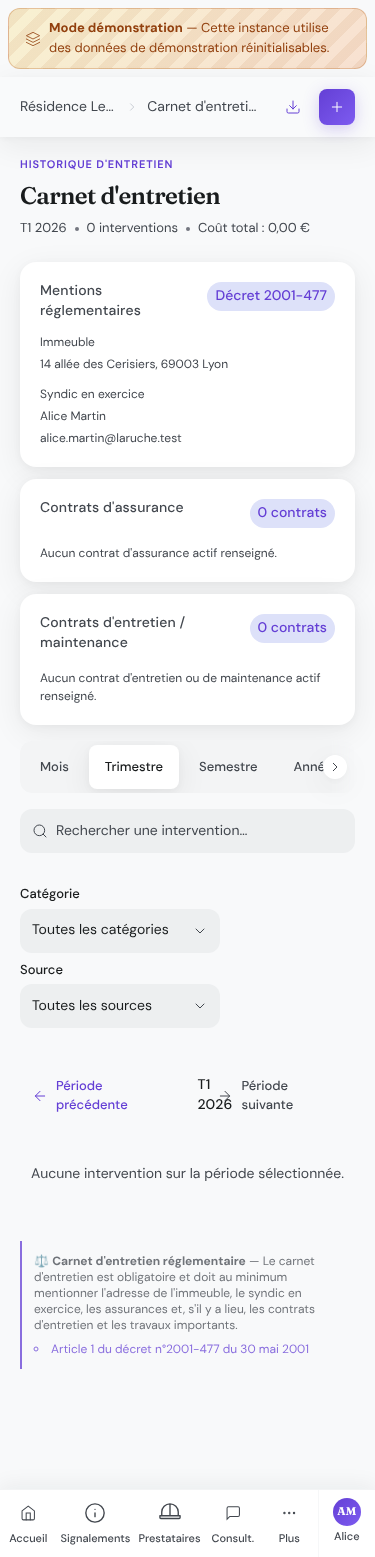 Mode démonstration — Cette instance utilise
des données de démonstration réinitialisables.
Résidence Le... > Carnet d'entreti...
HISTORIQUE D'ENTRETIEN
Carnet d'entretien
T1 2026 • 0 interventions • Coût total : 0,00 €
Mentions
réglementaires
Décret 2001-477
Immeuble
14 allée des Cerisiers, 69003 Lyon
Syndic en exercice
Alice Martin
alice.martin@laruche.test
Contrats d'assurance
0 contrats
Aucun contrat d'assurance actif renseigné.
Contrats d'entretien /
maintenance
0 contrats
Aucun contrat d'entretien ou de maintenance actif
renseigné.
Mois Trimestre Semestre Anné
Rechercher une intervention...
Catégorie
Toutes les catégories
Source
Toutes les sources
← Période
précédente
T1
2026
→ Période
suivante
Aucune intervention sur la période sélectionnée.
⚖️ Carnet d'entretien réglementaire — Le carnet
d'entretien est obligatoire et doit au minimum
mentionner l'adresse de l'immeuble, le syndic en
exercice, les assurances et, s'il y a lieu, les contrats
d'entretien et les travaux importants.
Article 1 du décret n°2001-477 du 30 mai 2001
AM
Accueil Signalements Prestataires Consult. Plus Alice